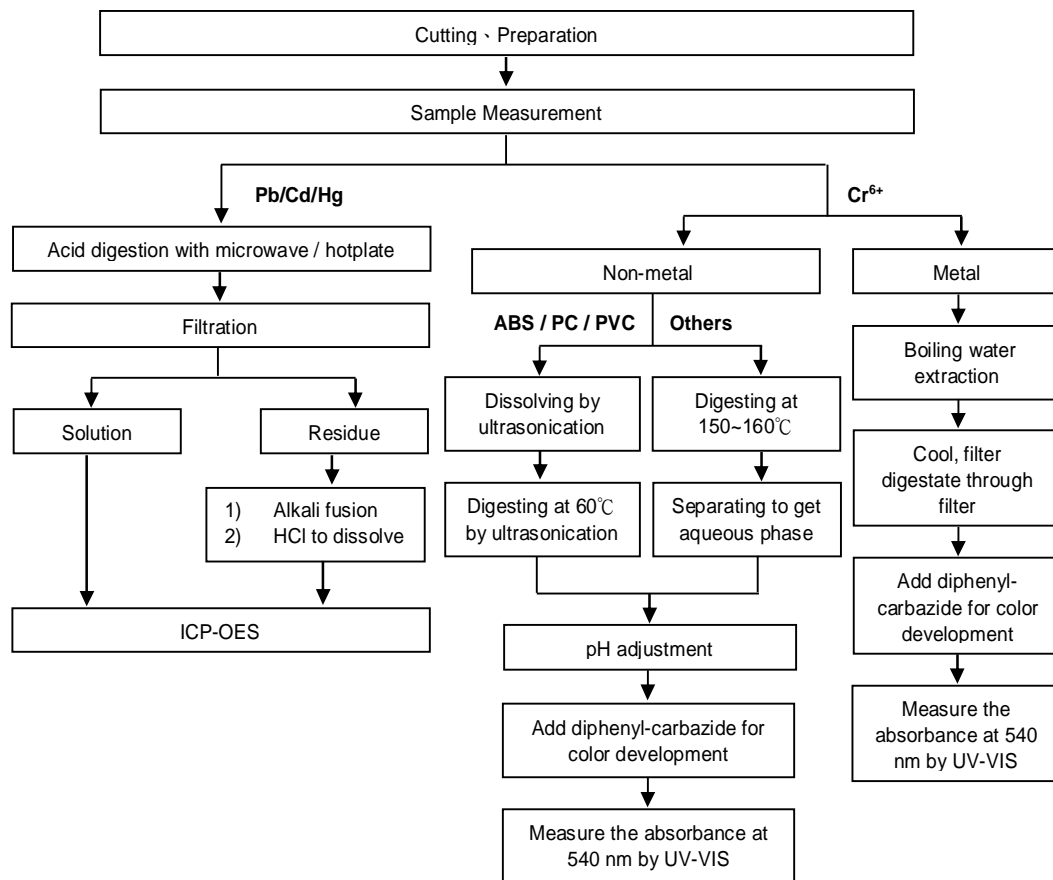 Cutting、Preparation
Sample Measurement
Pb/Cd/Hg
Cr⁶⁺
Acid digestion with microwave / hotplate
Non-metal
Metal
Filtration
ABS / PC / PVC
Others
Boiling water
extraction
Solution
Residue
Dissolving by
ultrasonication
Digesting at
150~160℃
Cool, filter
digestate through
filter
1) Alkali fusion
2) HCl to dissolve
Digesting at 60℃
by ultrasonication
Separating to get
aqueous phase
Add diphenyl-
carbazide for color
development
ICP-OES
pH adjustment
Measure the
absorbance at 540
nm by UV-VIS
Add diphenyl-carbazide for
color development
Measure the absorbance at
540 nm by UV-VIS